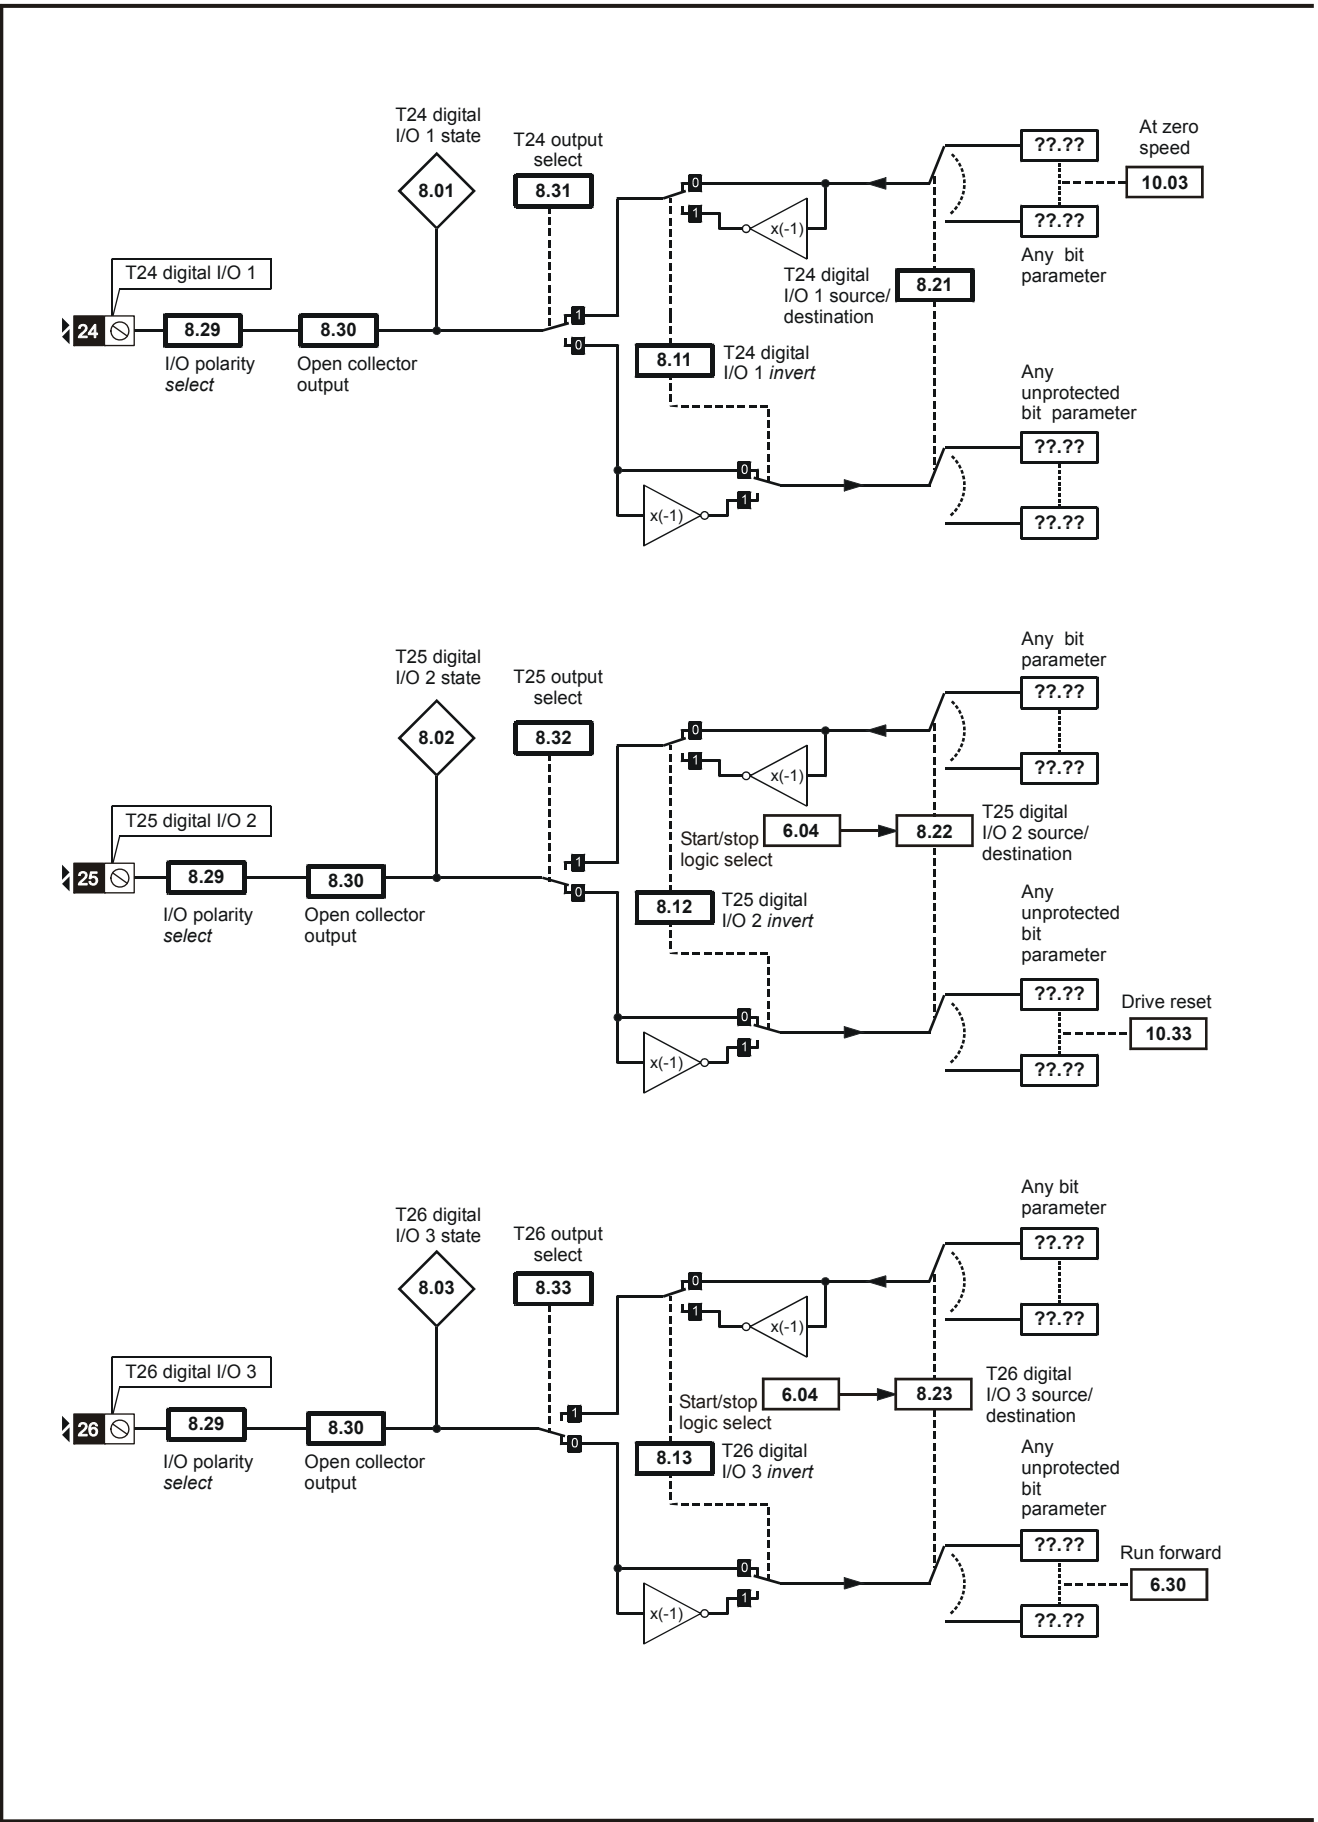 T24 digital
I/O 1 state
T24 output
select
8.01
8.31
0
1
x(-1)
??.??
At zero
speed
10.03
??.??
Any bit
parameter
T24 digital I/O 1
24
8.29
8.30
I/O polarity
select
Open collector
output
1
0
T24 digital
I/O 1 source/
destination
8.21
8.11
T24 digital
I/O 1 invert
Any
unprotected
bit parameter
??.??
??.??
0
1
x(-1)
T25 digital
I/O 2 state
T25 output
select
8.02
8.32
0
1
x(-1)
Any bit
parameter
??.??
??.??
T25 digital I/O 2
25
8.29
8.30
I/O polarity
select
Open collector
output
1
0
Start/stop
logic select
6.04
8.22
T25 digital
I/O 2 source/
destination
8.12
T25 digital
I/O 2 invert
Any
unprotected
bit
parameter
??.??
Drive reset
10.33
??.??
0
1
x(-1)
T26 digital
I/O 3 state
T26 output
select
8.03
8.33
0
1
x(-1)
Any bit
parameter
??.??
??.??
T26 digital I/O 3
26
8.29
8.30
I/O polarity
select
Open collector
output
1
0
Start/stop
logic select
6.04
8.23
T26 digital
I/O 3 source/
destination
8.13
T26 digital
I/O 3 invert
Any
unprotected
bit
parameter
??.??
Run forward
6.30
??.??
0
1
x(-1)